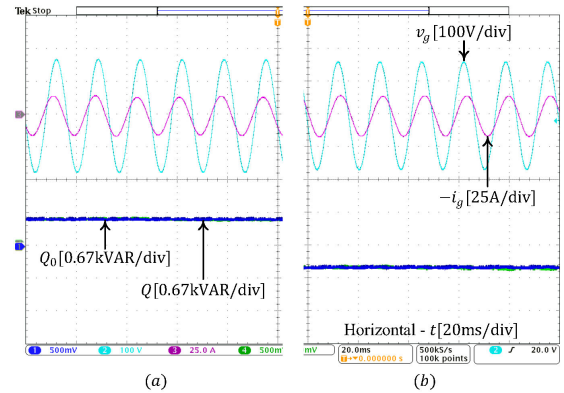 Tek Stop
v_g[100V/div]
−i_g[25A/div]
Q_0[0.67kVAR/div]
Q[0.67kVAR/div]
Horizontal - t[20ms/div]
1 500mV 2 100 V 3 25.0 A 4 500m
mV 20.0ms 500kS/s 2 20.0 V
T→▾0.000000 s 100k points
(a) (b)